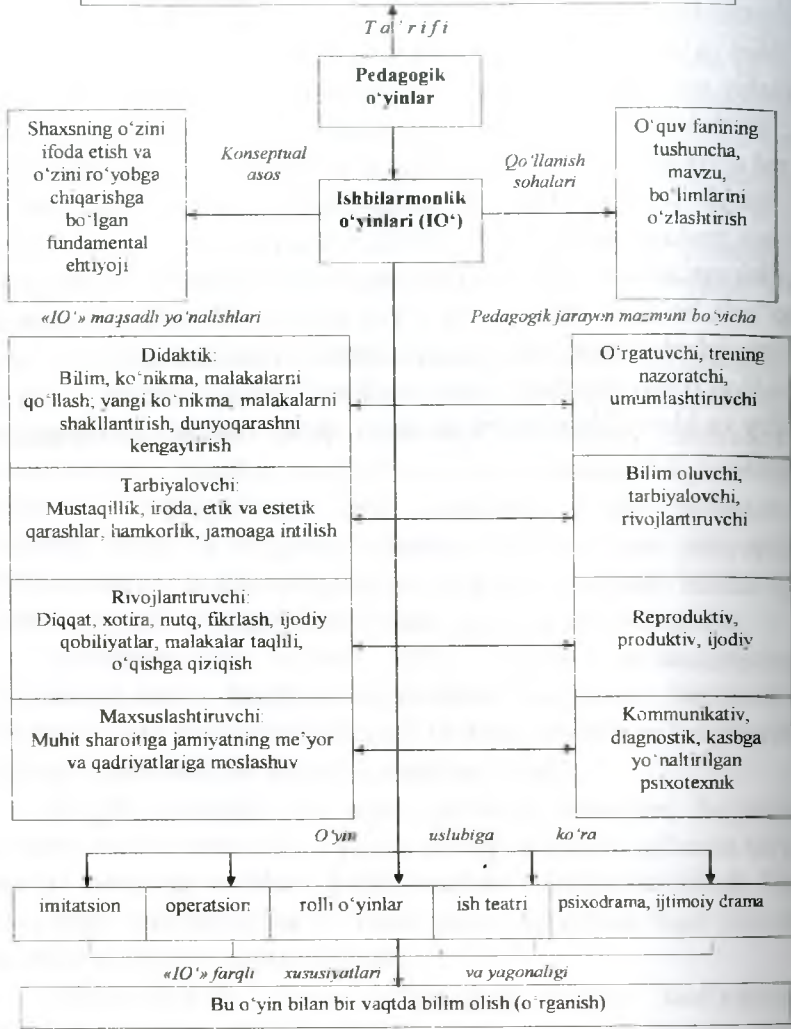 Ta'rifi
Pedagogik
o‘yinlar
Shaxsning o‘zini
ifoda etish va
o‘zini ro‘yobga
chiqarishga
bo‘lgan
fundamental
ehtiyoji
Konseptual
asos
Ishbilarmonlik
o‘yinlari (IO‘)
Qo‘llanish
sohalari
O‘quv fanining
tushuncha,
mavzu,
bo‘limlarini
o‘zlashtirish
«IO‘» maqsadli yo‘nalishlari
Pedagogik jarayon mazmuni bo‘yicha
Didaktik:
Bilim, ko‘nikma, malakalarni
qo‘llash; yangi ko‘nikma, malakalarni
shakllantirish, dunyoqarashni
kengaytirish
O‘rgatuvchi, trening
nazoratchi,
umumlashtiruvchi
Tarbiyalovchi:
Mustaqillik, iroda, etik va estetik
qarashlar, hamkorlik, jamoaga intilish
Bilim oluvchi,
tarbiyalovchi,
rivojlantiruvchi
Rivojlantiruvchi:
Diqqat, xotira, nutq, fikrlash, ijodiy
qobiliyatlar, malakalar taqlili,
o‘qishga qiziqish
Reproduktiv,
produktiv, ijodiy
Maxsuslashtiruvchi:
Muhit sharoitiga jamiyatning me’yor
va qadriyatlariga moslashuv
Kommunikativ,
diagnostik, kasbga
yo‘naltirilgan
psixotexnik
O‘yin uslubiga ko‘ra
imitatsion operatsion rolli o‘yinlar ish teatri psixodrama, ijtimoiy drama
«IO‘» farqli xususiyatlari va yagonaligi
Bu o‘yin bilan bir vaqtda bilim olish (o‘rganish)